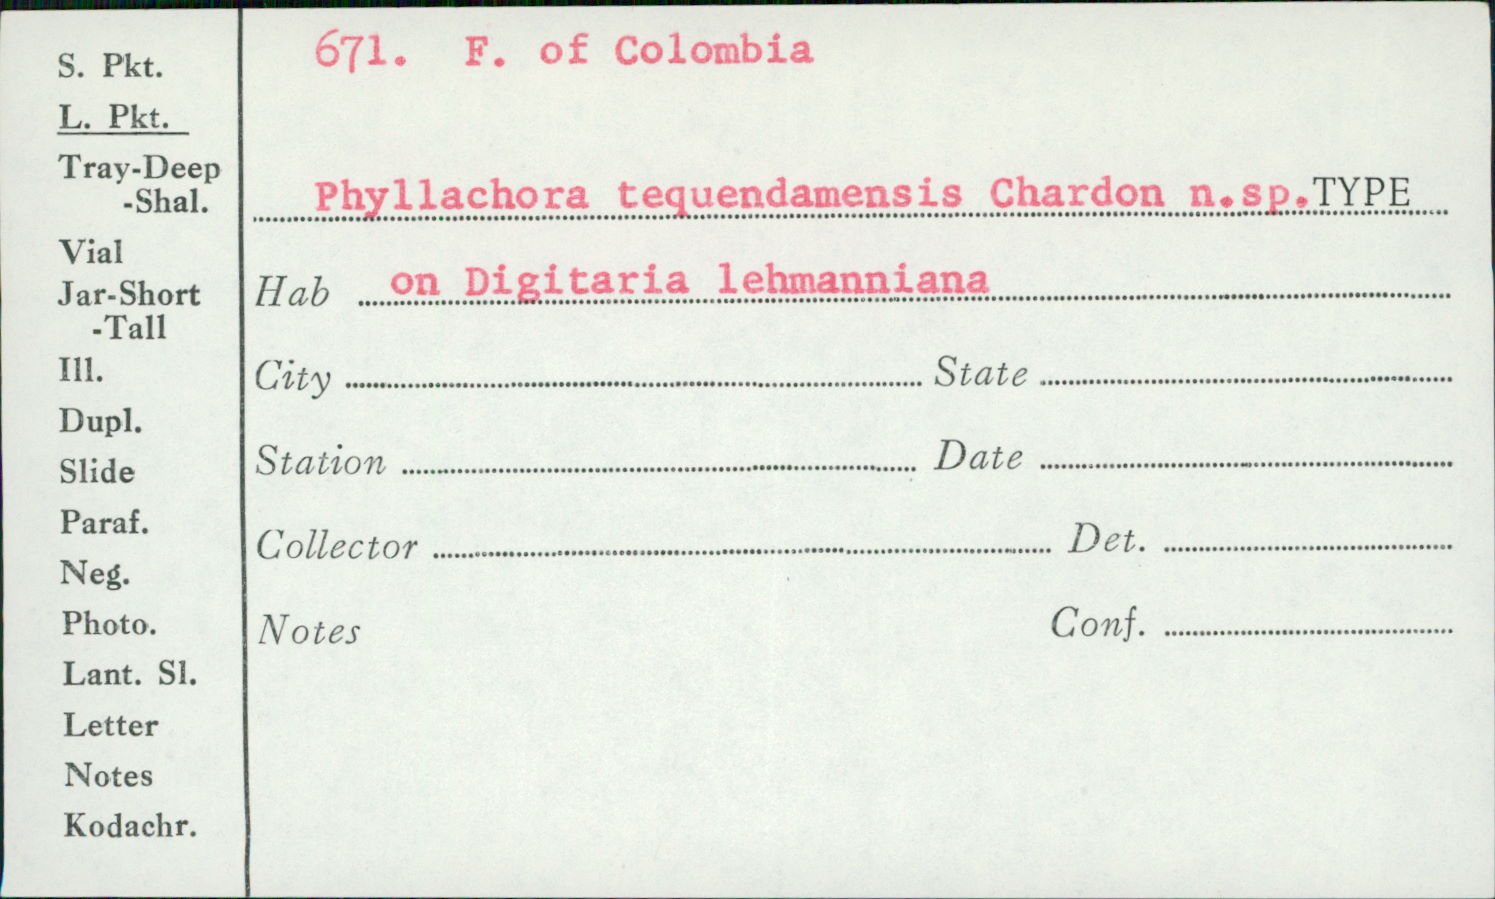 671. F. of Colombia
S. Pkt.
L. Pkt.
Tray-Deep
-Shal.
Vial
Jar-Short
-Tall
Ill.
Dupl.
Slide
Paraf.
Neg.
Photo.
Lant. Sl.
Letter
Notes
Kodachr.
Phyllachora tequendamensis Chardon n.sp.TYPE
Hab on Digitaria lehmanniana
City State
Station Date
Collector Det.
Notes Conf.